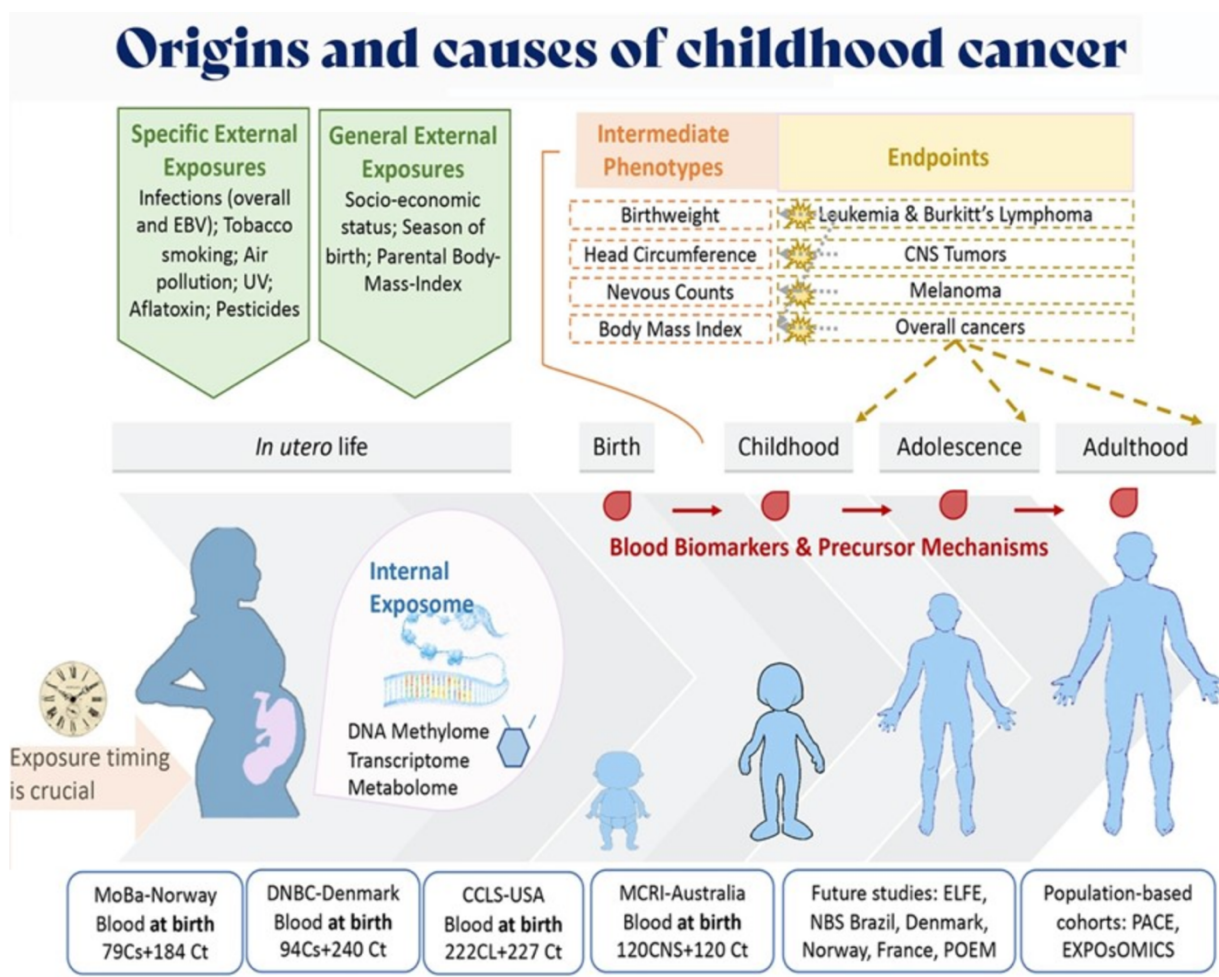 Origins and causes of childhood cancer
Specific External
Exposures
Infections (overall
and EBV); Tobacco
smoking; Air
pollution; UV;
Aflatoxin; Pesticides
General External
Exposures
Socio-economic
status; Season of
birth; Parental Body-
Mass-Index
Intermediate
Phenotypes
Endpoints
Birthweight
Leukemia & Burkitt's Lymphoma
Head Circumference
CNS Tumors
Nevous Counts
Melanoma
Body Mass Index
Overall cancers
In utero life
Birth
Childhood
Adolescence
Adulthood
Blood Biomarkers & Precursor Mechanisms
Internal
Exposome
DNA Methylome
Transcriptome
Metabolome
Exposure timing
is crucial
MoBa-Norway
Blood at birth
79Cs+184 Ct
DNBC-Denmark
Blood at birth
94Cs+240 Ct
CCLS-USA
Blood at birth
222CL+227 Ct
MCRI-Australia
Blood at birth
120CNS+120 Ct
Future studies: ELFE,
NBS Brazil, Denmark,
Norway, France, POEM
Population-based
cohorts: PACE,
EXPOsOMICS